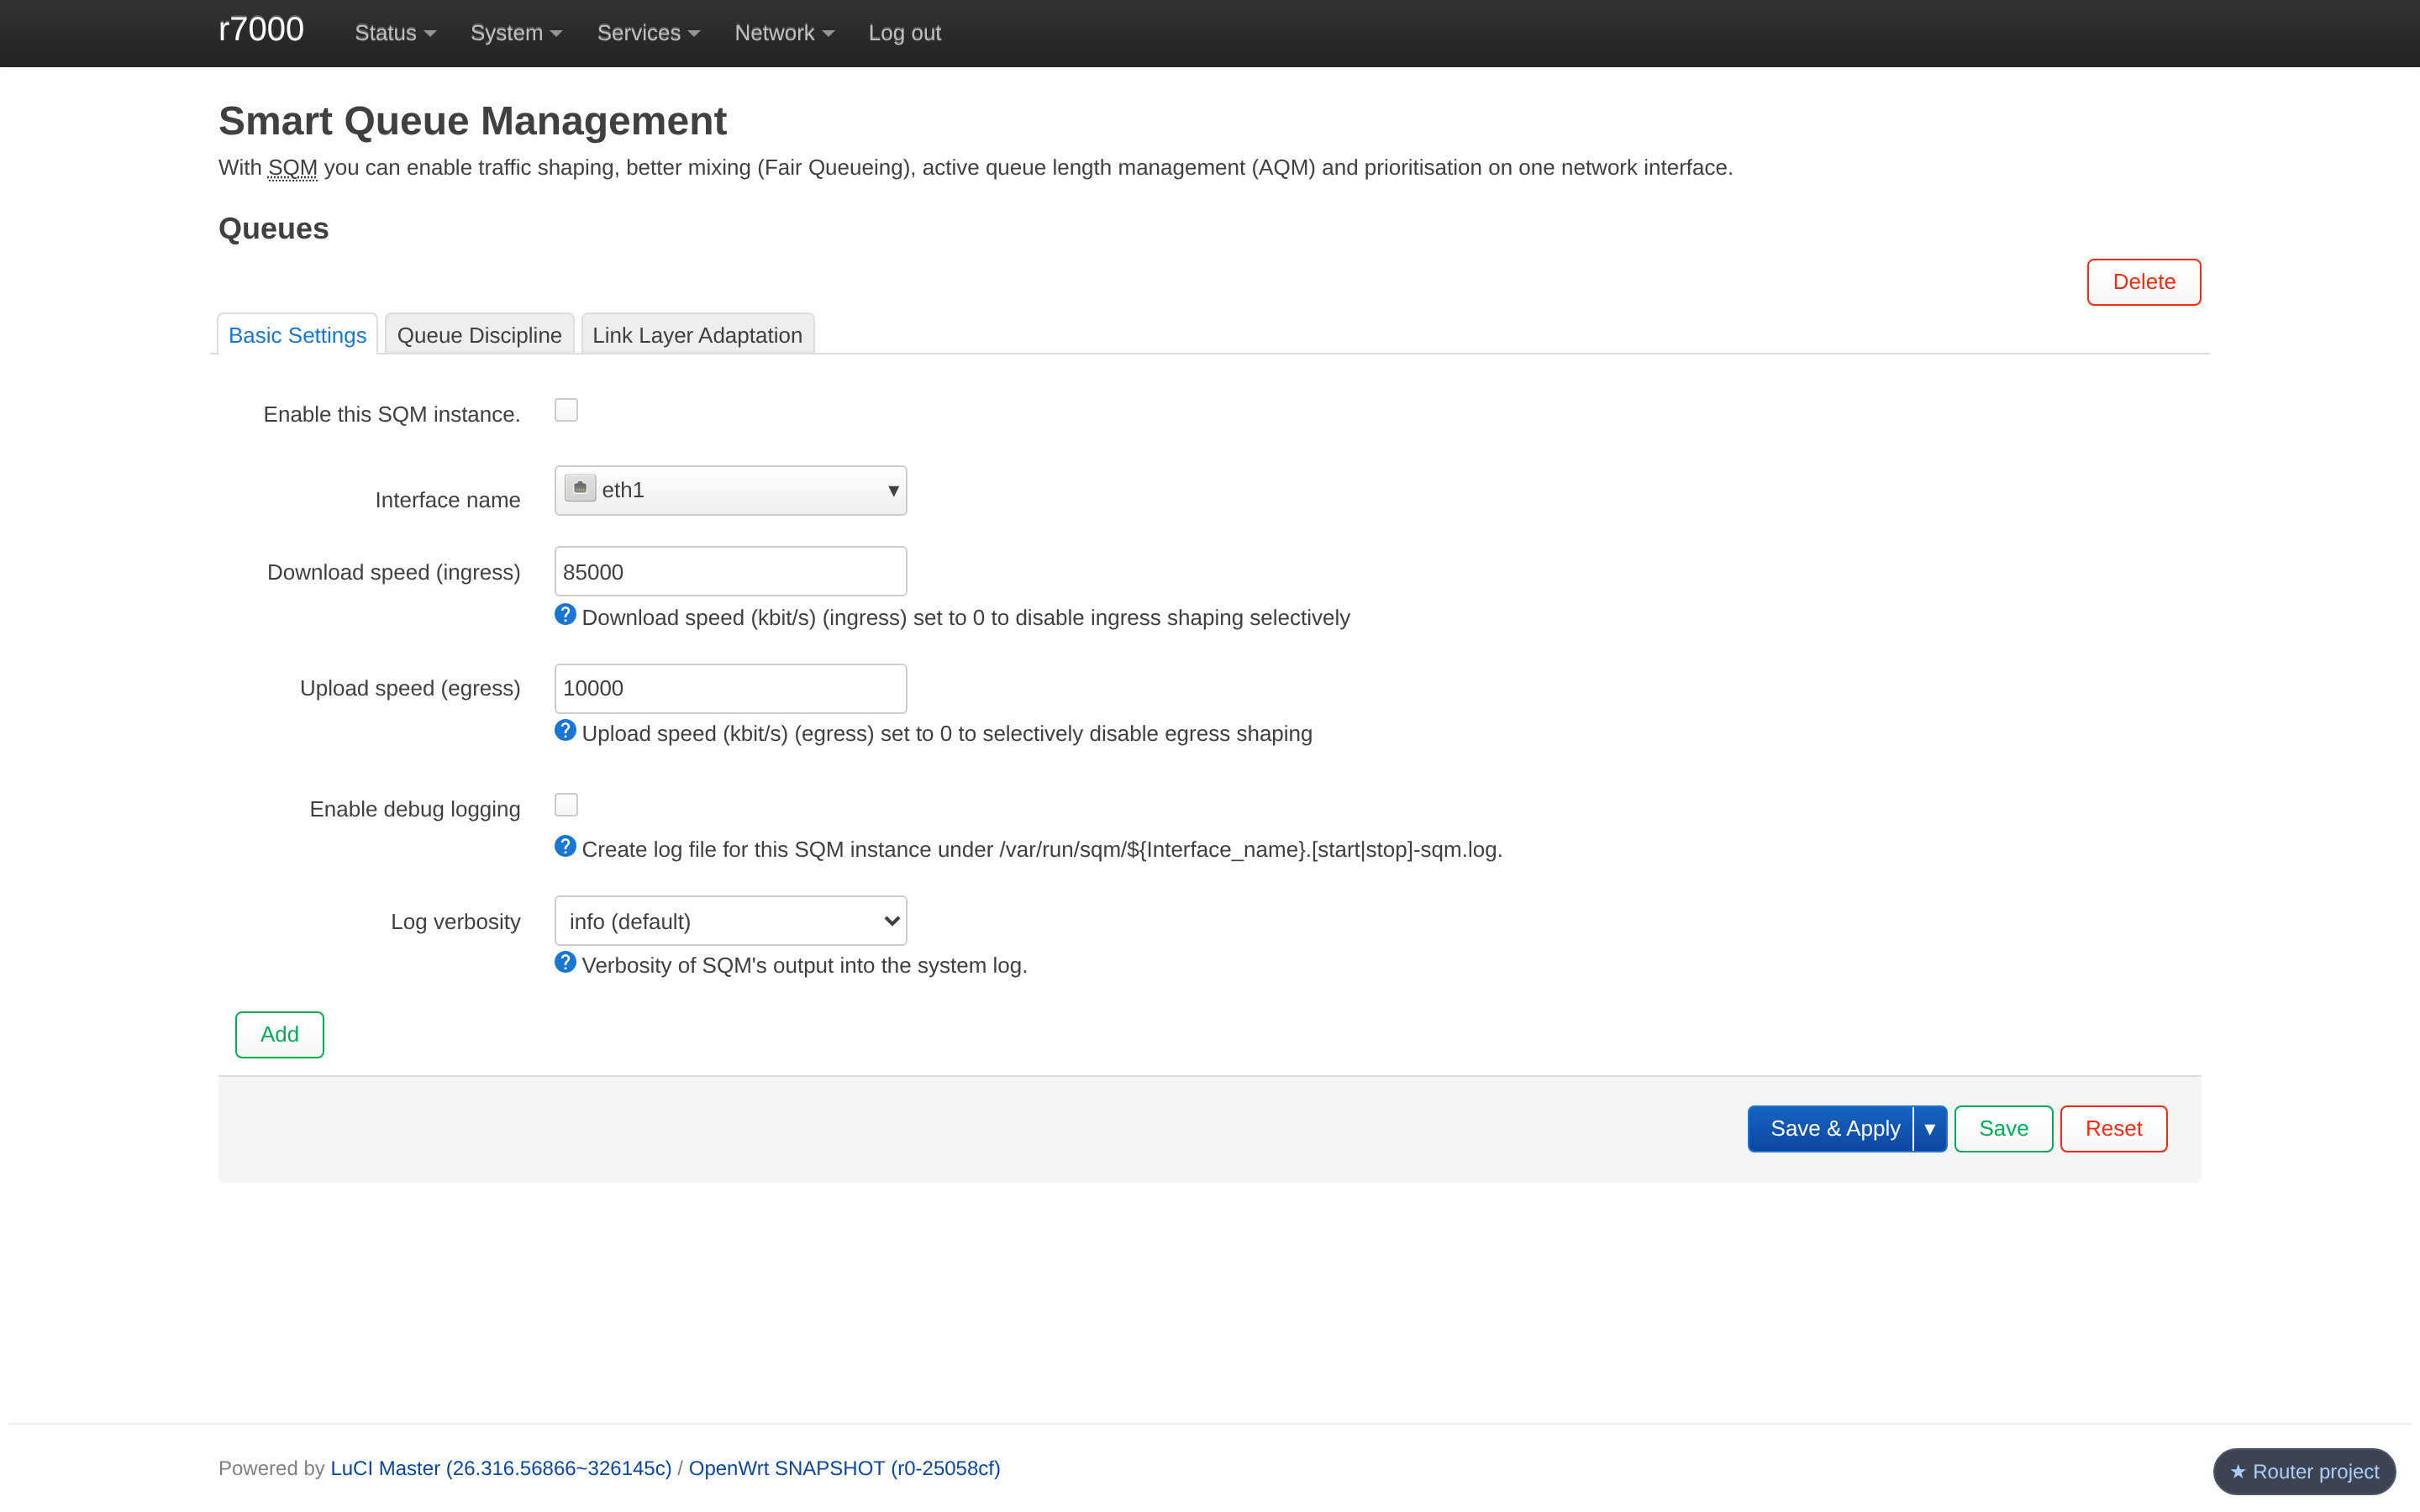 r7000 Status System Services Network Log out
Smart Queue Management
With SQM you can enable traffic shaping, better mixing (Fair Queueing), active queue length management (AQM) and prioritisation on one network interface.
Queues
Delete
Basic Settings Queue Discipline Link Layer Adaptation
Enable this SQM instance.
Interface name eth1
Download speed (ingress) 85000
Download speed (kbit/s) (ingress) set to 0 to disable ingress shaping selectively
Upload speed (egress) 10000
Upload speed (kbit/s) (egress) set to 0 to selectively disable egress shaping
Enable debug logging
Create log file for this SQM instance under /var/run/sqm/${Interface_name}.[start|stop]-sqm.log.
Log verbosity info (default)
Verbosity of SQM's output into the system log.
Add
Save & Apply Save Reset
Powered by LuCI Master (26.316.56866~326145c) / OpenWrt SNAPSHOT (r0-25058cf)
★ Router project